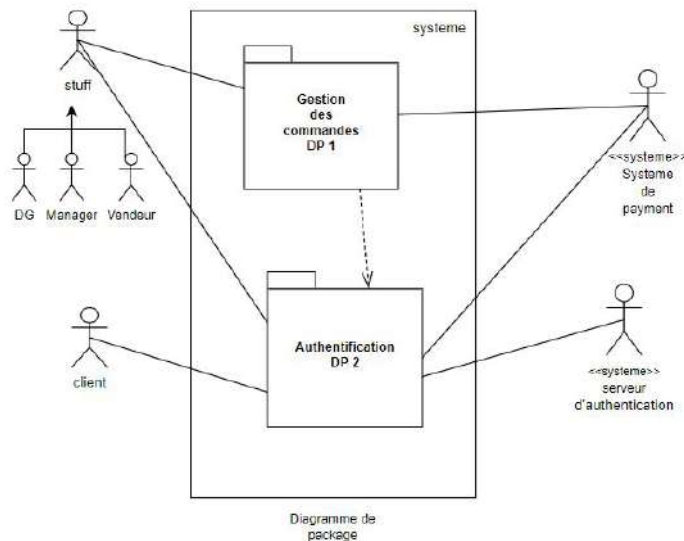 systeme
stuff
Gestion
des
commandes
DP 1
<<systeme>>
Systeme
de
payment
DG
Manager
Vendeur
Authentification
DP 2
client
<<systeme>>
serveur
d'authentication
Diagramme de
package